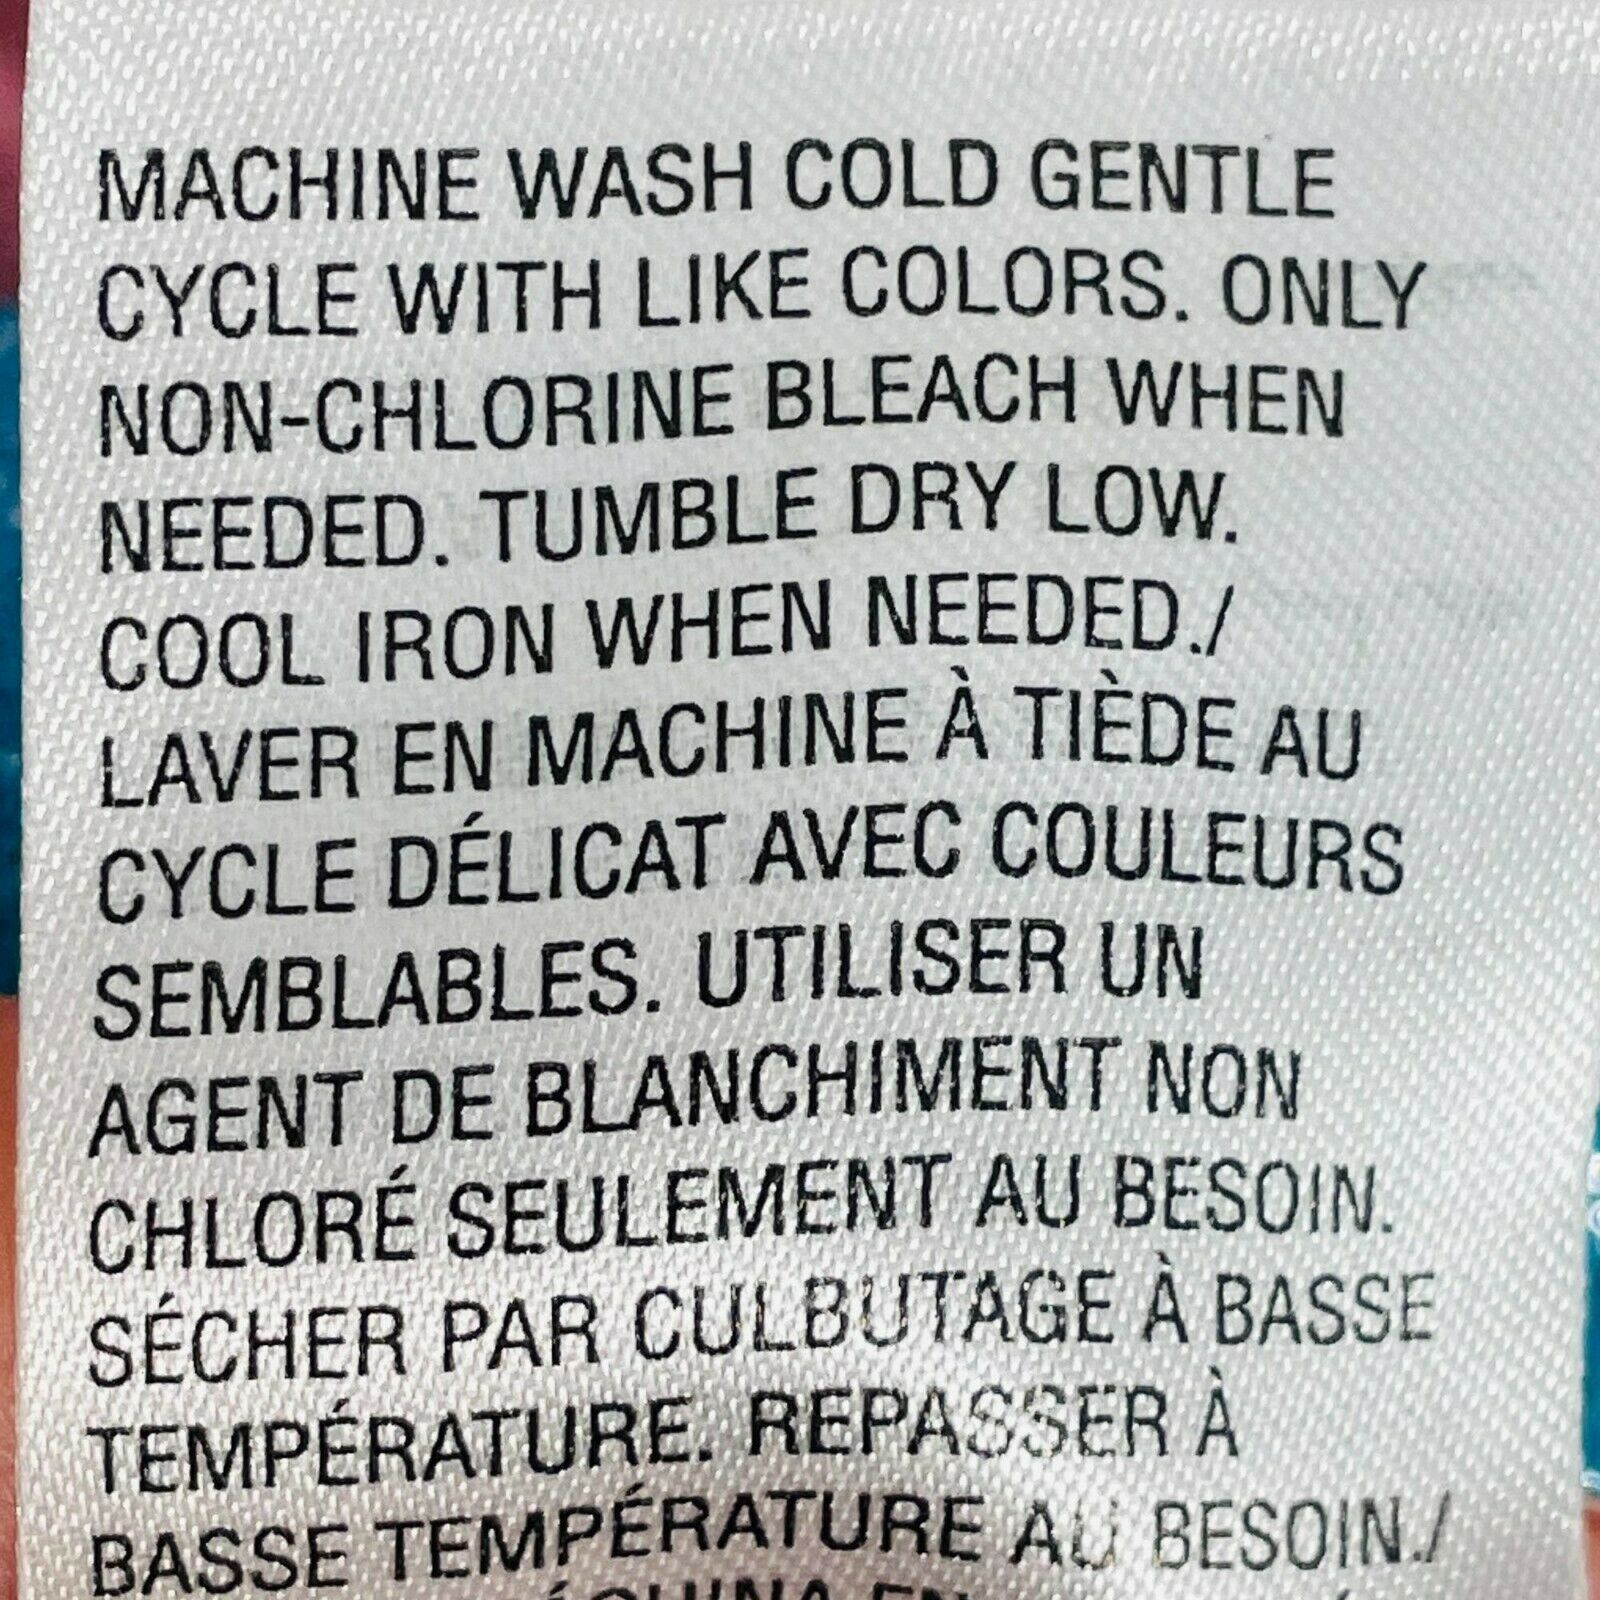 MACHINE WASH COLD GENTLE
CYCLE WITH LIKE COLORS. ONLY
NON-CHLORINE BLEACH WHEN
NEEDED. TUMBLE DRY LOW.
COOL IRON WHEN NEEDED./
LAVER EN MACHINE À TIÈDE AU
CYCLE DÉLICAT AVEC COULEURS
SEMBLABLES. UTILISER UN
AGENT DE BLANCHIMENT NON
CHLORÉ SEULEMENT AU BESOIN.
SÉCHER PAR CULBUTAGE À BASSE
TEMPÉRATURE. REPASSER À
BASSE TEMPÉRATURE AU BESOIN./